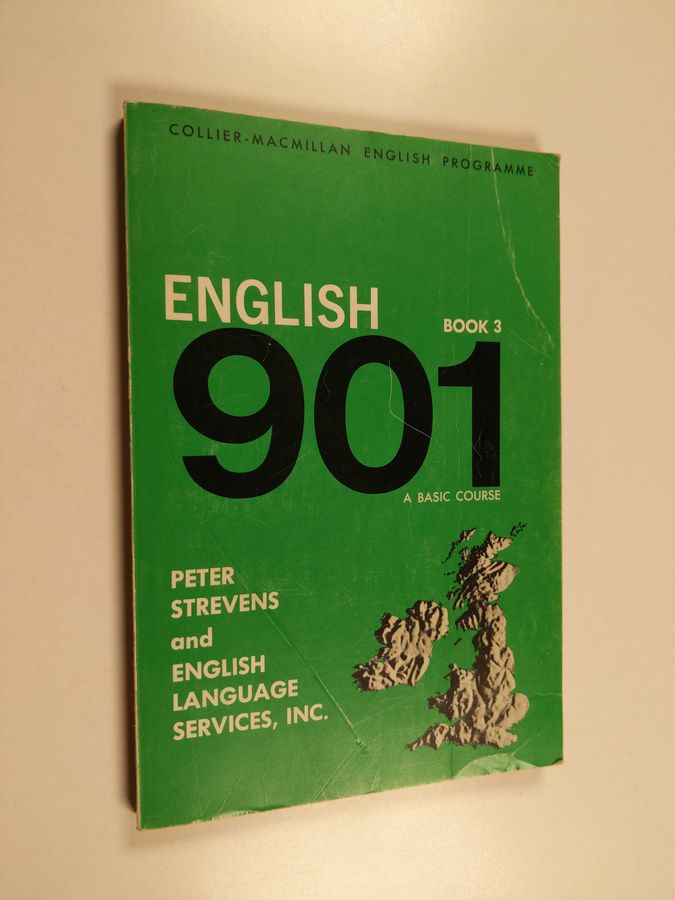 COLLIER-MACMILLAN ENGLISH PROGRAMME
ENGLISH
BOOK 3
901
A BASIC COURSE
PETER
STREVENS
and
ENGLISH
LANGUAGE
SERVICES, INC.